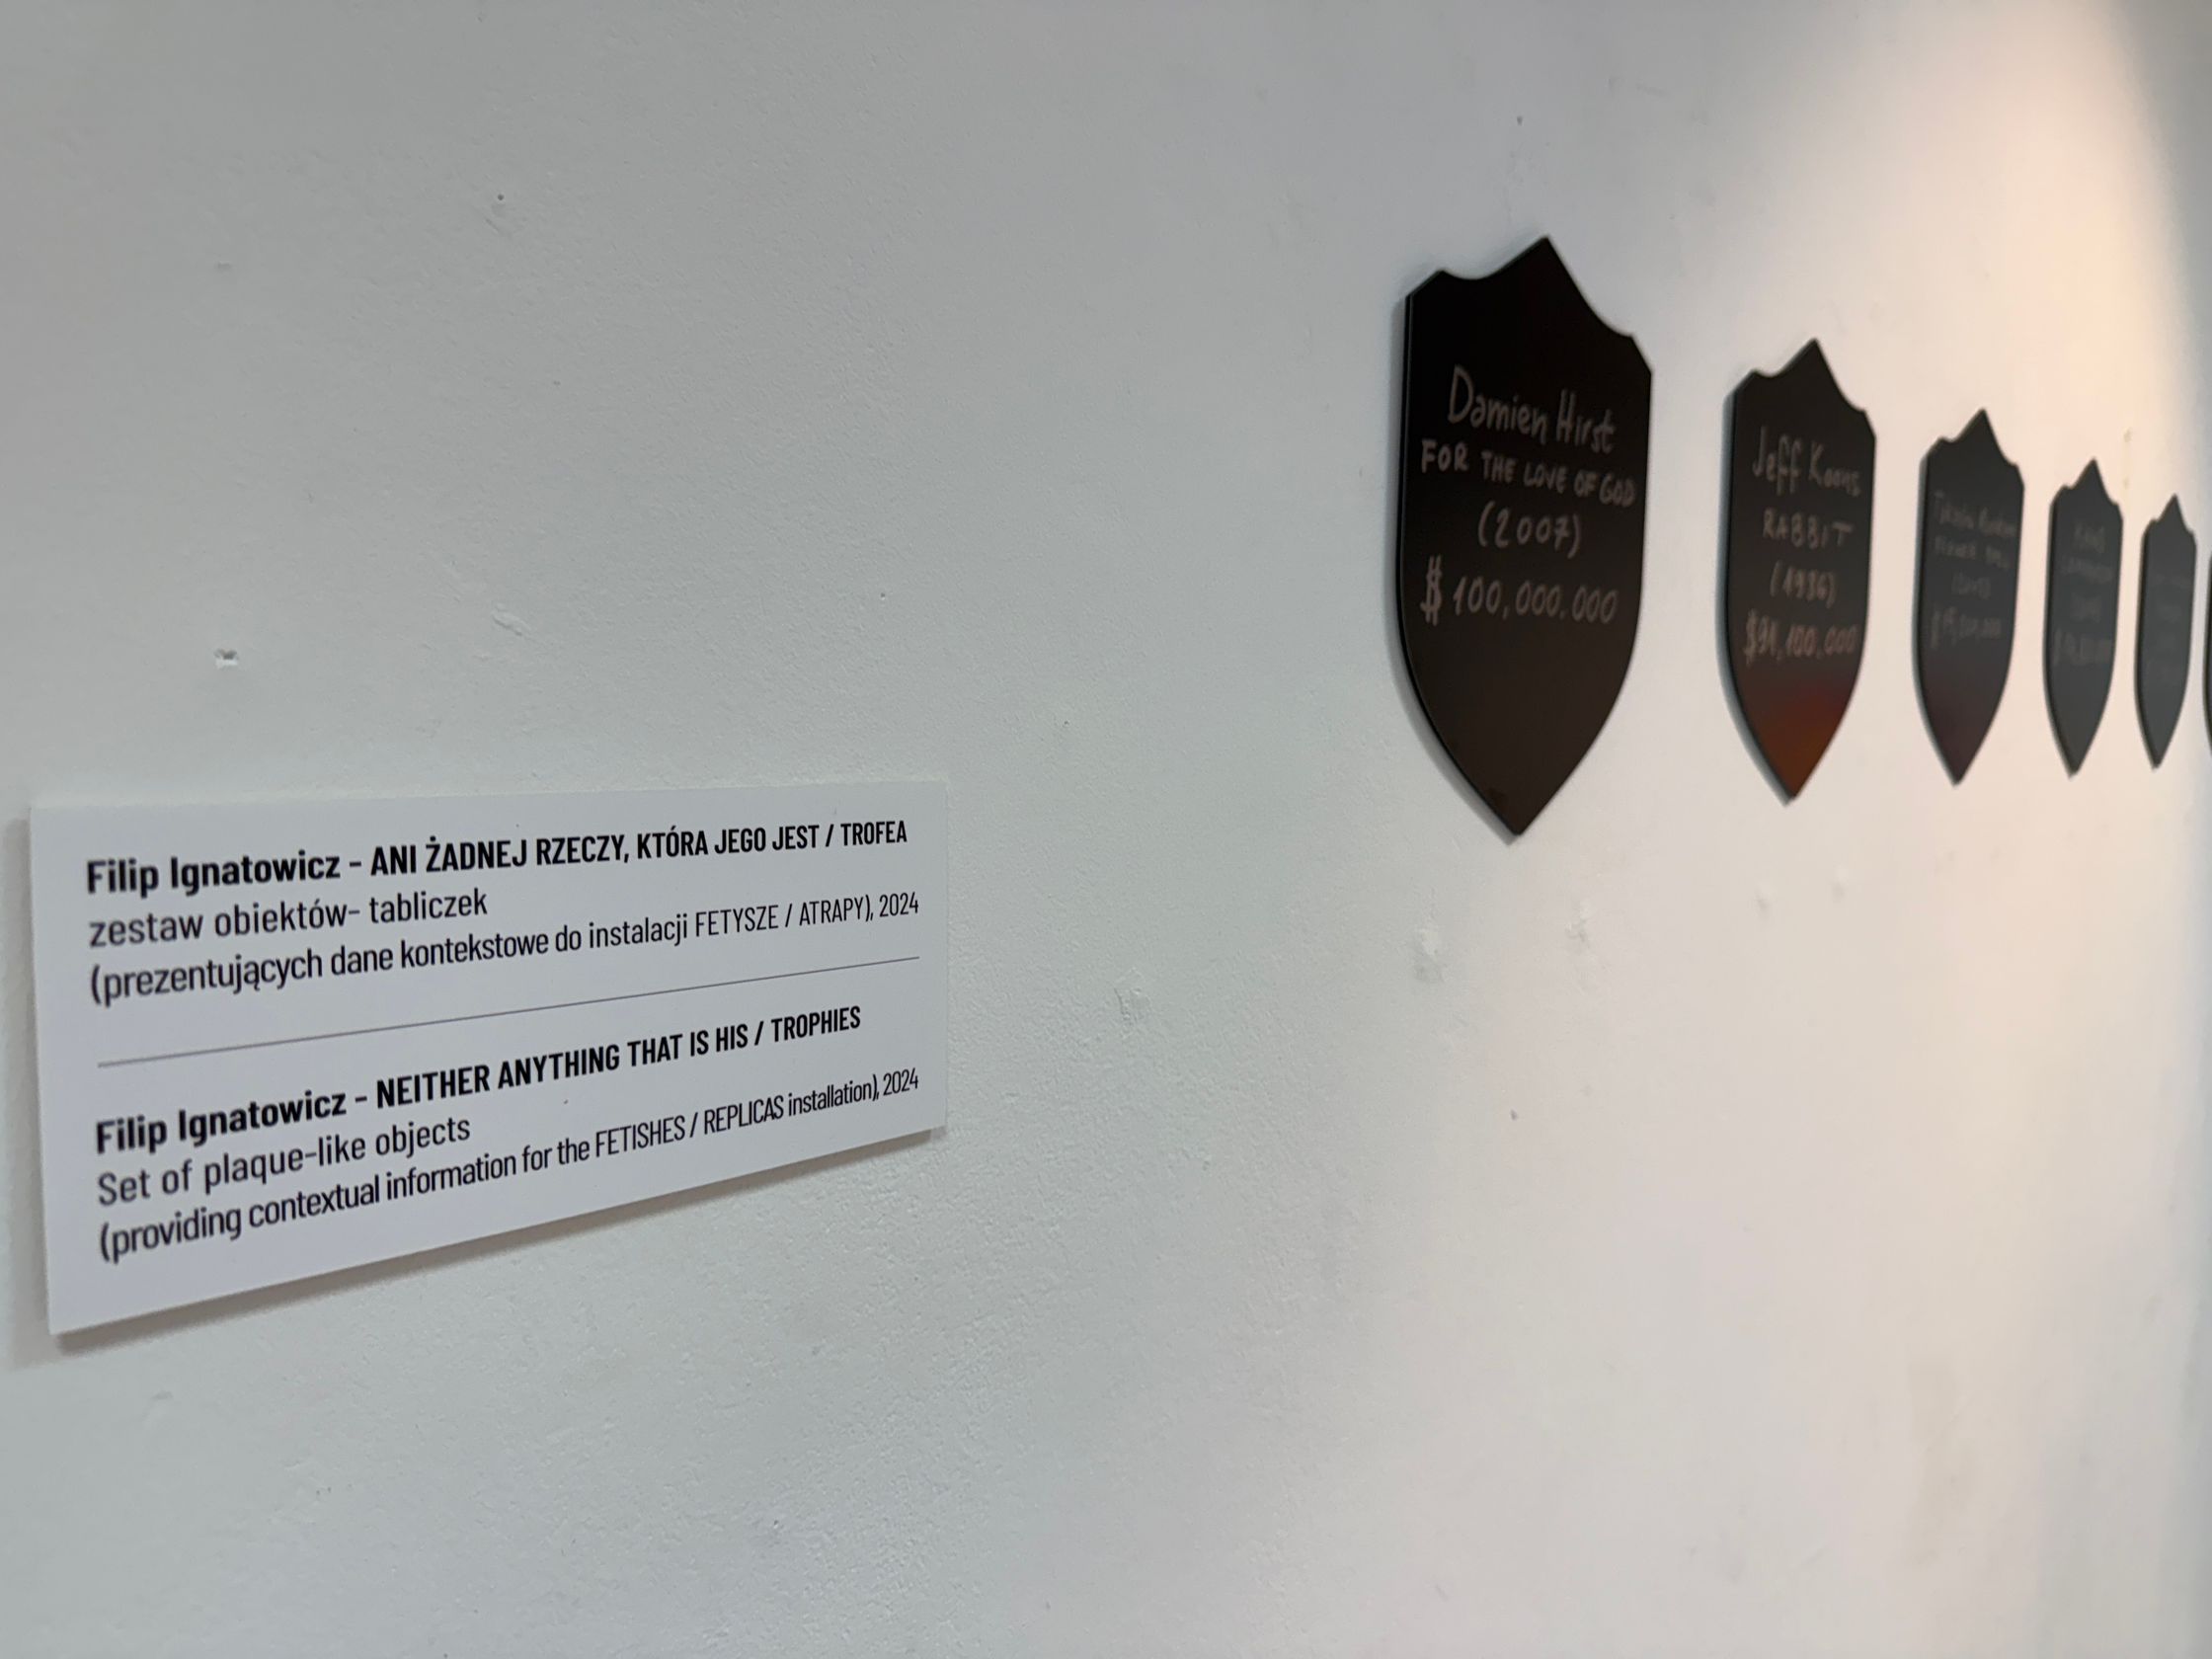 Filip Ignatowicz - ANI ŻADNEJ RZECZY, KTÓRA JEGO JEST / TROFEA
zestaw obiektów- tabliczek
(prezentujących dane kontekstowe do instalacji FETYSZE / ATRAPY), 2024
Filip Ignatowicz - NEITHER ANYTHING THAT IS HIS / TROPHIES
Set of plaque-like objects
(providing contextual information for the FETISHES / REPLICAS installation), 2024
Damien Hirst
FOR THE LOVE OF GOD
(2007)
$ 100,000.000
Jeff Koons
RABBIT
(1986)
$91,100,000